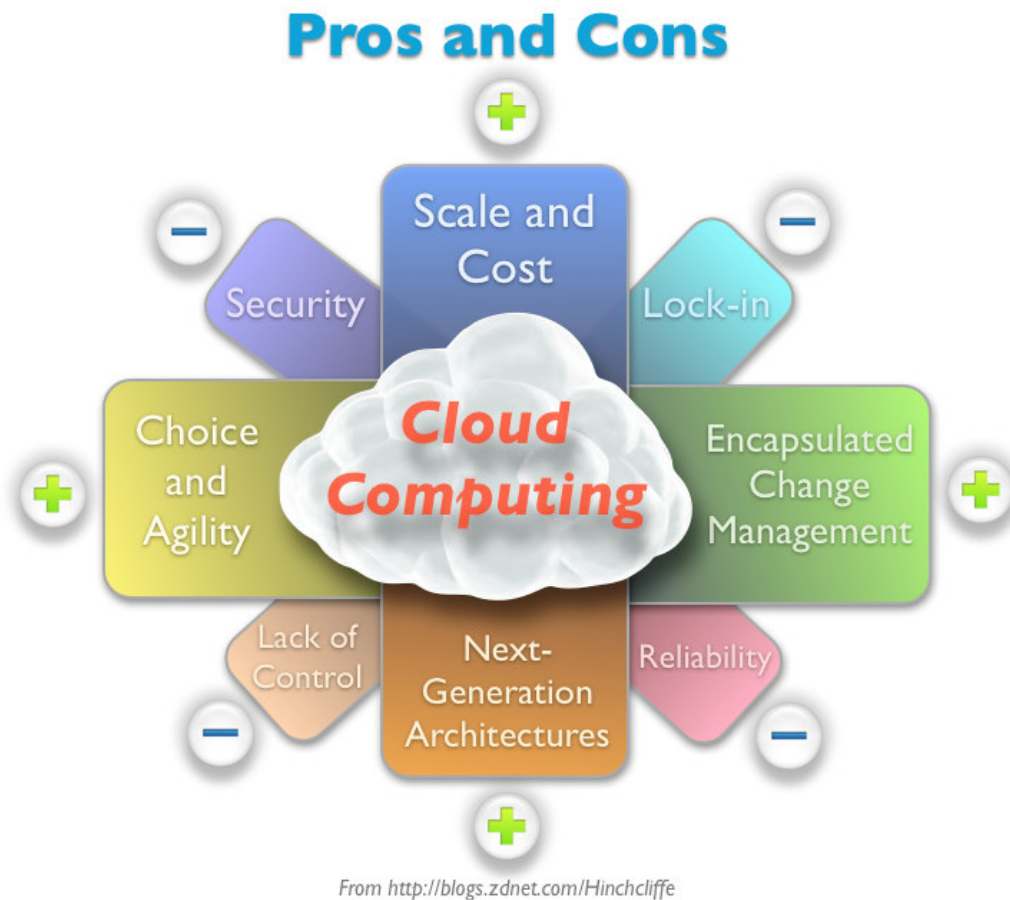 Pros and Cons
Scale and
Cost
Security
Lock-in
Choice
and
Agility
Cloud
Computing
Encapsulated
Change
Management
Lack of
Control
Next-
Generation
Architectures
Reliability
From http://blogs.zdnet.com/Hinchcliffe